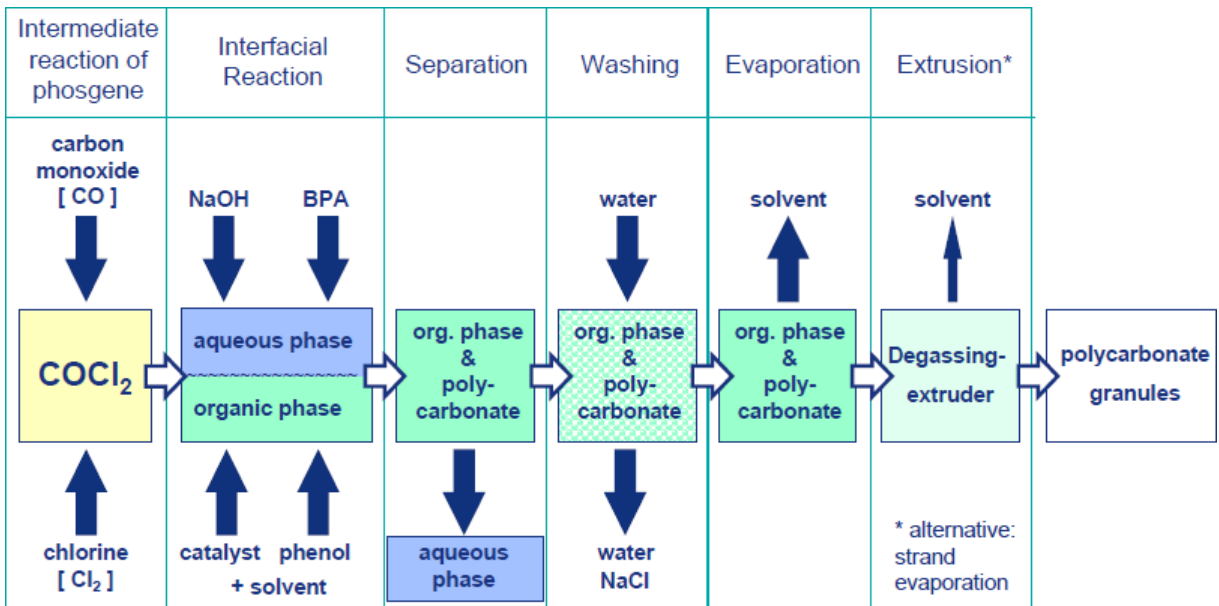 Intermediate
reaction of
phosgene
Interfacial
Reaction
Separation
Washing
Evaporation
Extrusion*
carbon
monoxide
[ CO ]
NaOH
BPA
water
solvent
solvent
COCl₂
aqueous phase
organic phase
org. phase
&
poly-
carbonate
org. phase
&
poly-
carbonate
org. phase
&
poly-
carbonate
Degassing-
extruder
polycarbonate
granules
chlorine
[ Cl₂ ]
catalyst phenol
+ solvent
aqueous
phase
water
NaCl
* alternative:
strand
evaporation